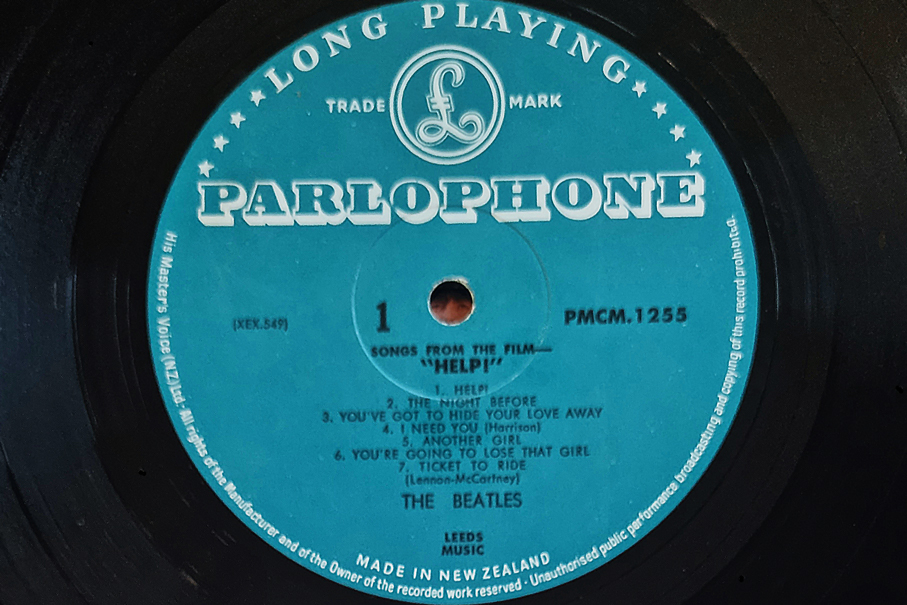 LONG PLAYING
TRADE MARK
£
PARLOPHONE
(XEX.549)
1
PMCM.1255
SONGS FROM THE FILM—
"HELP!"
1. HELP!
2. THE NIGHT BEFORE
3. YOU'VE GOT TO HIDE YOUR LOVE AWAY
4. I NEED YOU (Harrison)
5. ANOTHER GIRL
6. YOU'RE GOING TO LOSE THAT GIRL
7. TICKET TO RIDE
(Lennon-McCartney)
THE BEATLES
LEEDS
MUSIC
MADE IN NEW ZEALAND
His Master's Voice (N.Z.) Ltd. All rights of the Manufacturer and of the Owner of the recorded work reserved - Unauthorised public performance broadcasting and copying of this record prohibited.